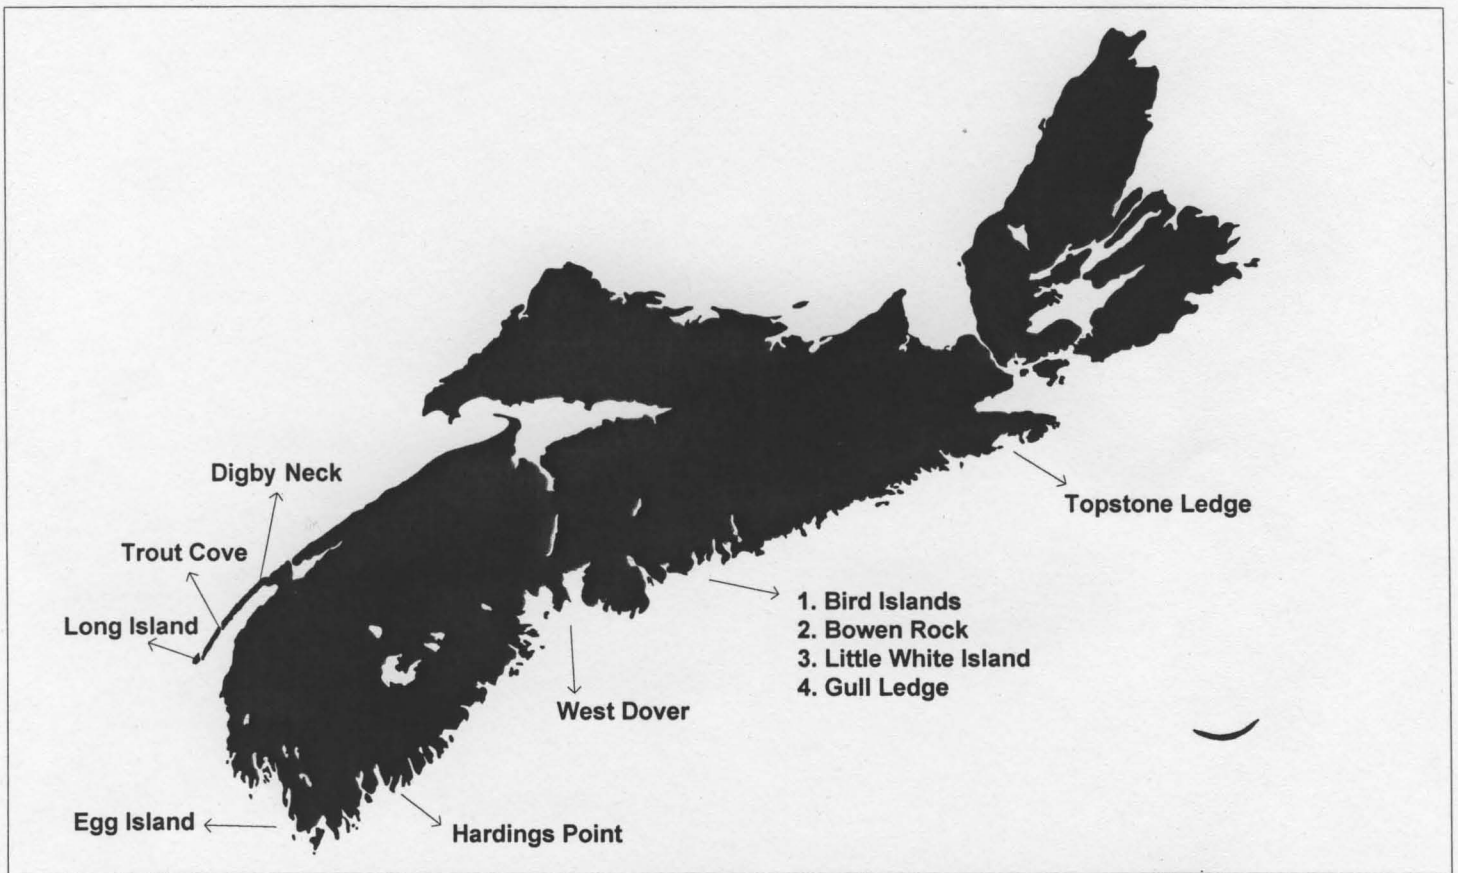 Digby Neck
Topstone Ledge
Trout Cove
1. Bird Islands
Long Island
2. Bowen Rock
3. Little White Island
4. Gull Ledge
West Dover
Egg Island
Hardings Point